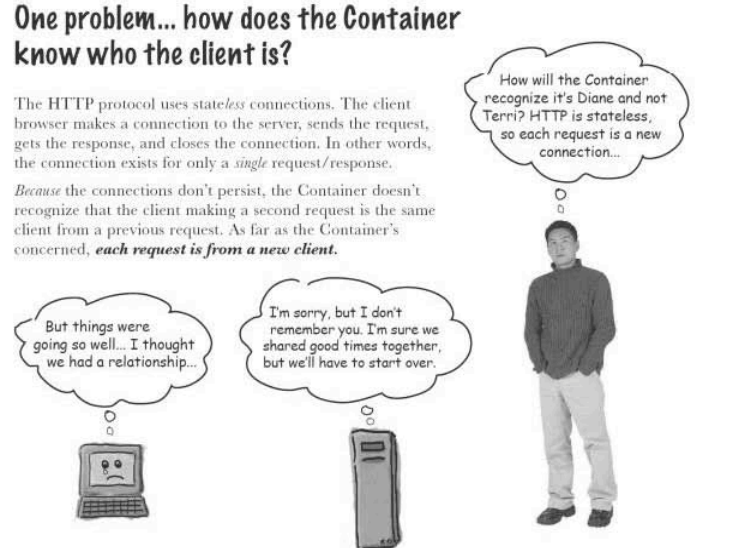 One problem... how does the Container
know who the client is?
The HTTP protocol uses stateless connections. The client
browser makes a connection to the server, sends the request,
gets the response, and closes the connection. In other words,
the connection exists for only a single request/response.
Because the connections don't persist, the Container doesn't
recognize that the client making a second request is the same
client from a previous request. As far as the Container's
concerned, each request is from a new client.
How will the Container
recognize it's Diane and not
Terri? HTTP is stateless,
so each request is a new
connection...
But things were
going so well... I thought
we had a relationship...
I'm sorry, but I don't
remember you. I'm sure we
shared good times together,
but we'll have to start over.